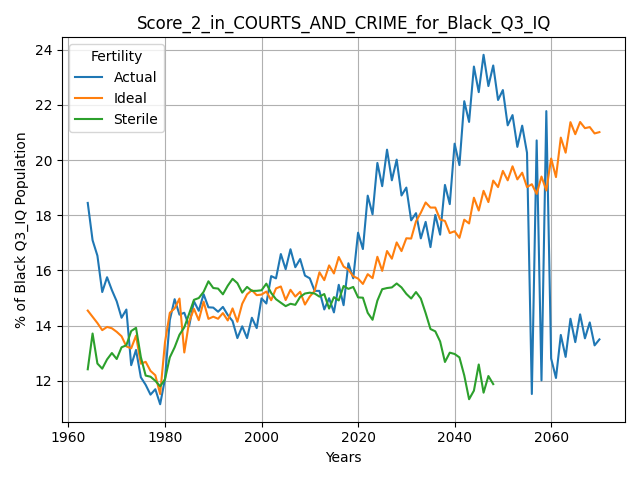 Score_2_in_COURTS_AND_CRIME_for_Black_Q3_IQ
% of Black Q3_IQ Population
24
22
20
18
16
14
12
Fertility
Actual
Ideal
Sterile
1960
1980
2000
2020
2040
2060
Years